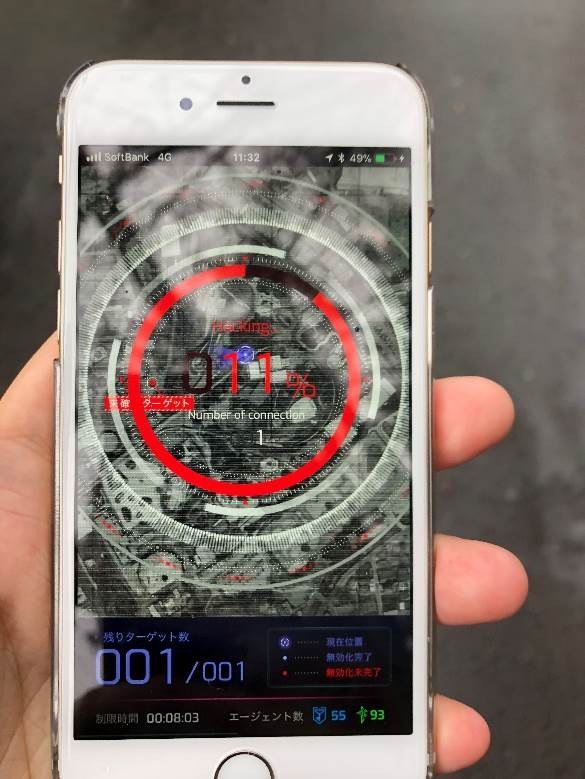 SoftBank 4G 11:32 49%
Hacking..
011%
ターゲット
Number of connection
1
残りターゲット数
001/001
現在位置
無効化完了
無効化未完了
制限時間 00:08:03 エージェント数 55 93